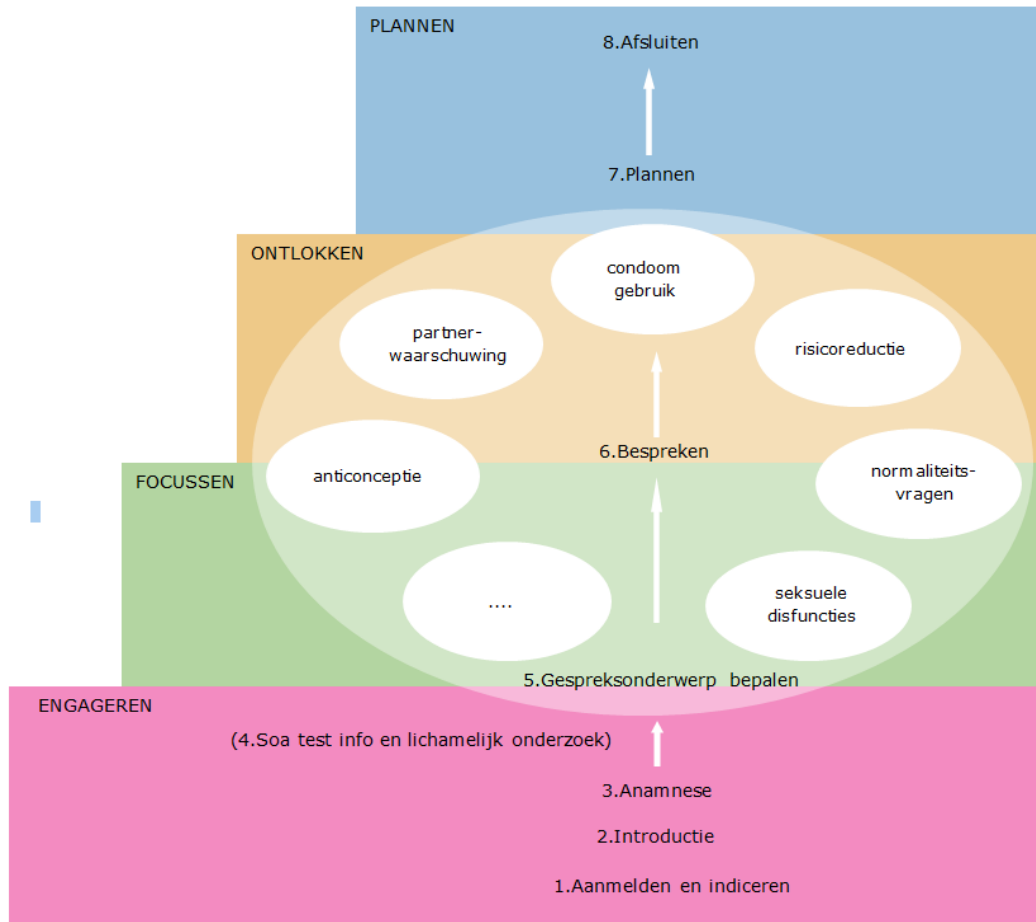 PLANNEN
8.Afsluiten
7.Plannen
ONTLOKKEN
condoom
gebruik
partner-
waarschuwing
risicoreductie
6.Bespreken
FOCUSSEN
anticonceptie
normaliteits-
vragen
....
seksuele
disfuncties
5.Gespreksonderwerp bepalen
ENGAGEREN
(4.Soa test info en lichamelijk onderzoek)
3.Anamnese
2.Introductie
1.Aanmelden en indiceren